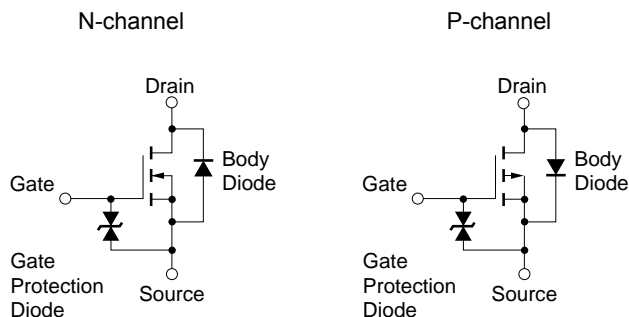 N-channel
Drain
Body
Diode
Gate
Gate
Protection
Diode
Source
P-channel
Drain
Body
Diode
Gate
Gate
Protection
Diode
Source